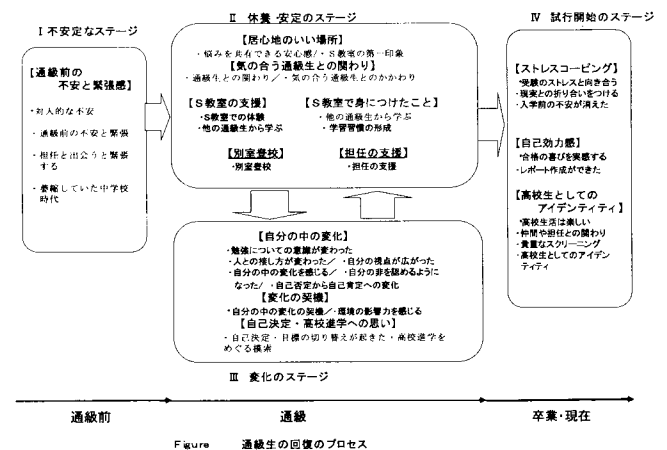 Ⅰ 不安定なステージ
【通級前の
不安と緊張感】
・対人的な不安
・通級前の不安と緊張
・担任と出会うと緊張
する
・萎縮していた中学校
時代
Ⅱ 休養・安定のステージ
【居心地のいい場所】
・悩みを共有できる安心感/・S教室の第一印象
【気の合う通級生との関わり】
・通級生との関わり/・気の合う通級生とのかかわり
【S教室の支援】
・S教室での体験
・他の通級生から学ぶ
【S教室で身につけたこと】
・他の通級生から学ぶ
・学習習慣の形成
【別室登校】
・別室登校
【担任の支援】
・担任の支援
【自分の中の変化】
・勉強についての意識が変わった
・人との接し方が変わった/・自分の視点が広がった
・自分の中の変化を感じる/・自分の非を認めるように
なった/・自己否定から自己肯定への変化
【変化の契機】
・自分の中の変化の契機/・環境の影響力を感じる
【自己決定・高校進学への思い】
・自己決定・目標の切り替えが起きた・高校進学を
めぐる模索
Ⅲ 変化のステージ
Ⅳ 試行開始のステージ
【ストレスコーピング】
・受験のストレスと向き合う
・現実との折り合いをつける
・入学前の不安が消えた
【自己効力感】
・合格の喜びを実感する
・レポート作成ができた
【高校生としての
アイデンティティ】
・高校生活は楽しい
・仲間や担任との関わり
・貴重なスクリーニング
・高校生としてのアイデン
ティティ
通級前
通級
卒業・現在
Figure 通級生の回復のプロセス